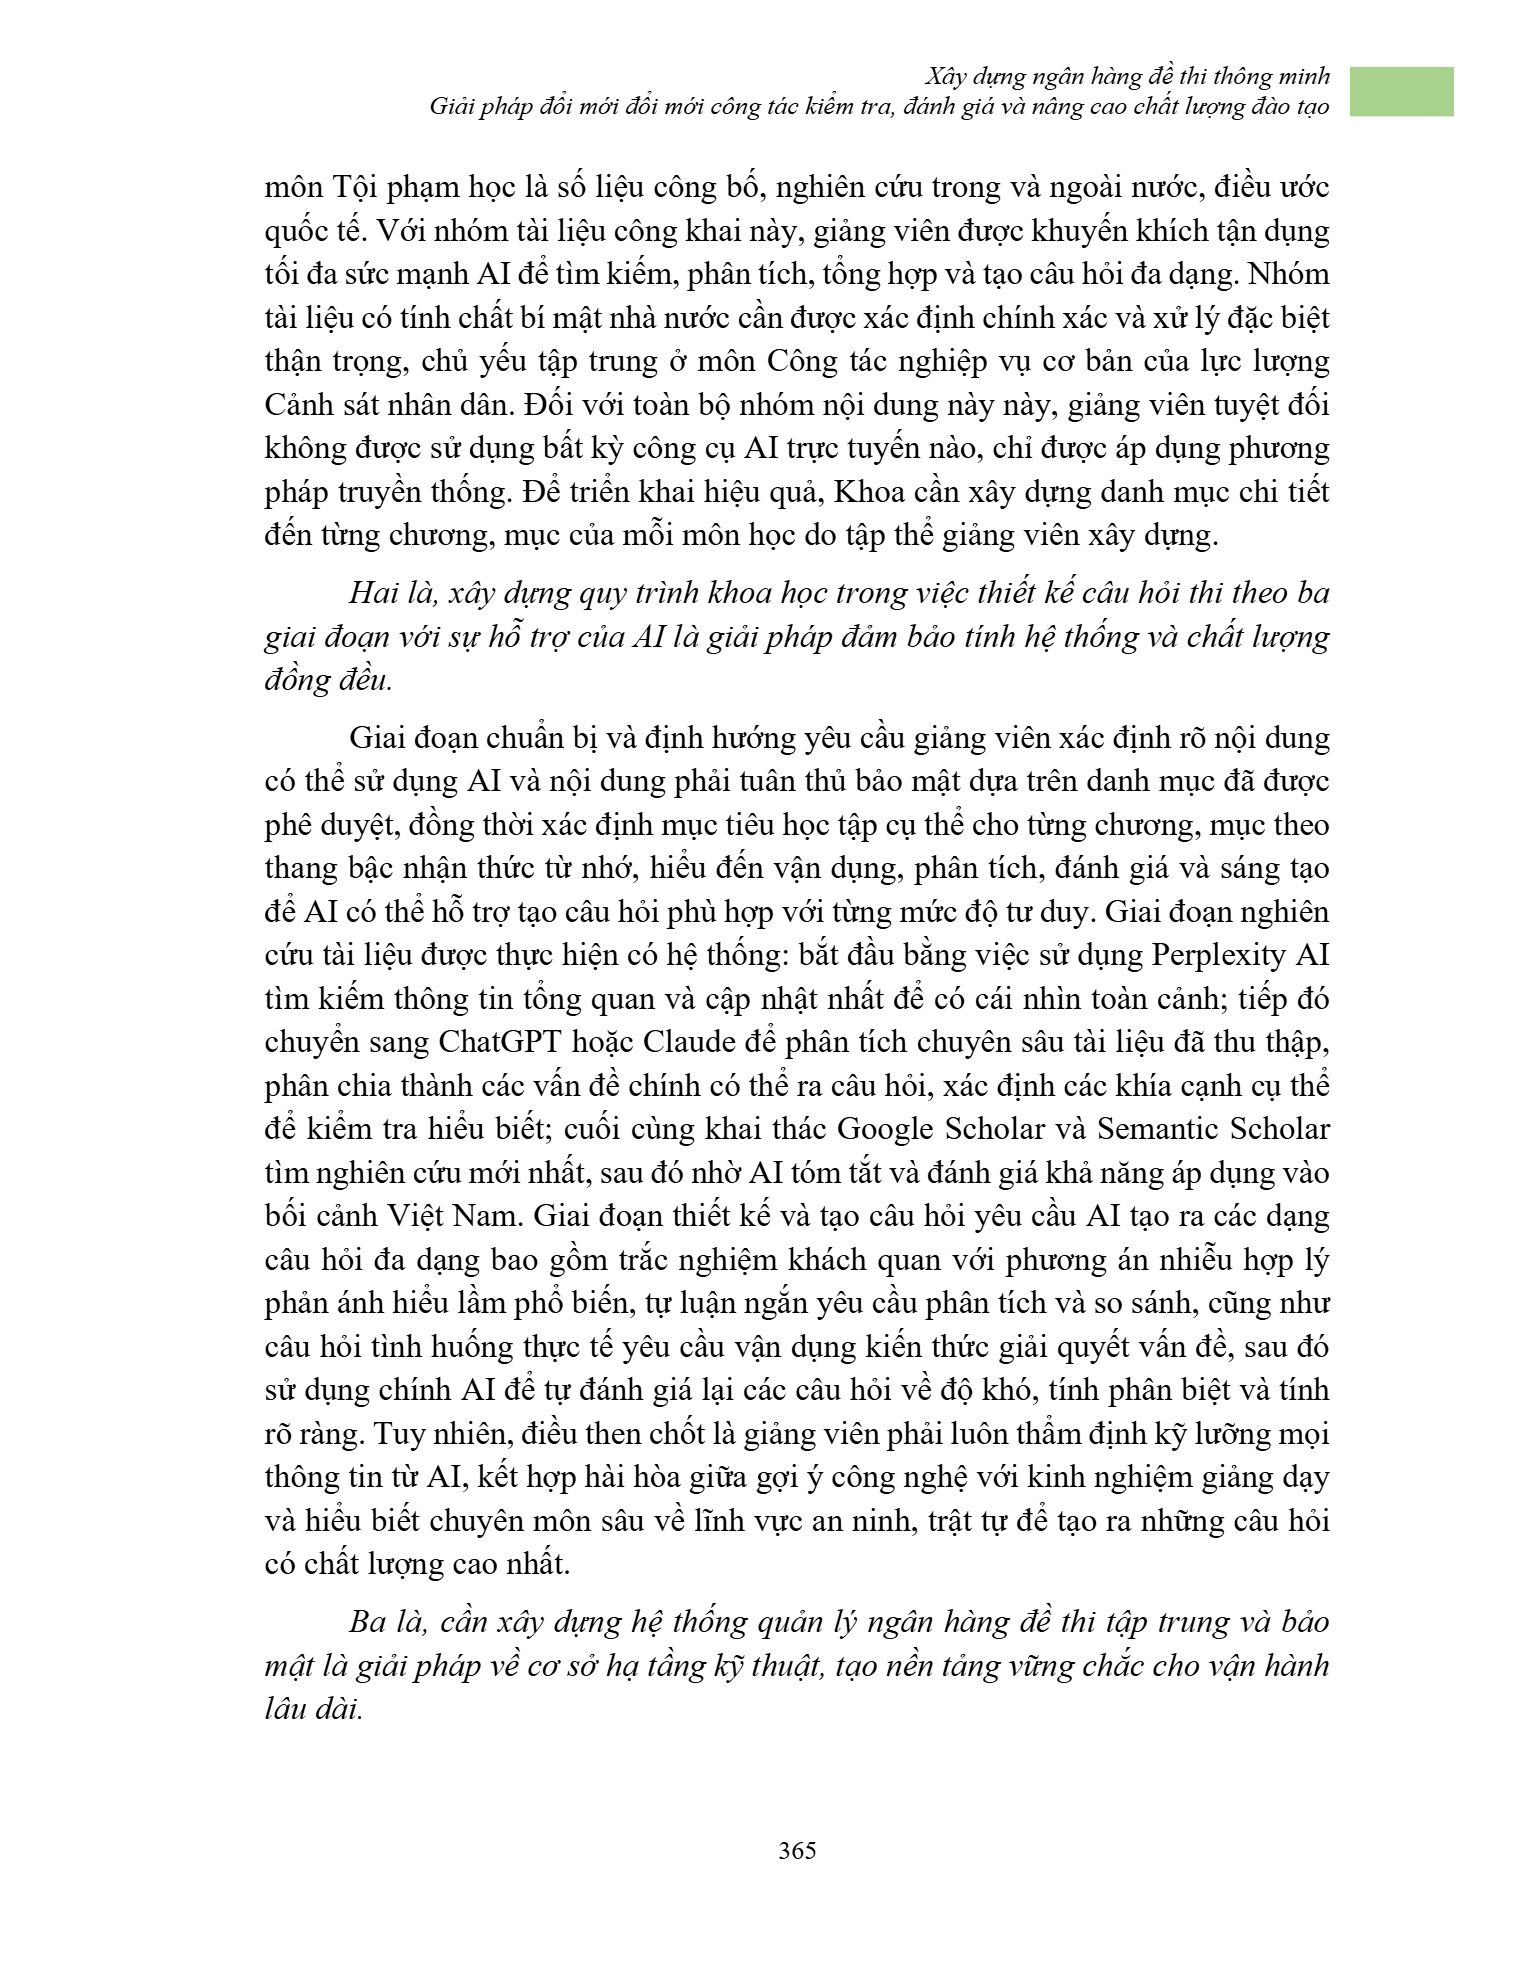 Xây dựng ngân hàng đề thi thông minh
Giải pháp đổi mới đổi mới công tác kiểm tra, đánh giá và nâng cao chất lượng đào tạo
môn Tội phạm học là số liệu công bố, nghiên cứu trong và ngoài nước, điều ước
quốc tế. Với nhóm tài liệu công khai này, giảng viên được khuyến khích tận dụng
tối đa sức mạnh AI để tìm kiếm, phân tích, tổng hợp và tạo câu hỏi đa dạng. Nhóm
tài liệu có tính chất bí mật nhà nước cần được xác định chính xác và xử lý đặc biệt
thận trọng, chủ yếu tập trung ở môn Công tác nghiệp vụ cơ bản của lực lượng
Cảnh sát nhân dân. Đối với toàn bộ nhóm nội dung này này, giảng viên tuyệt đối
không được sử dụng bất kỳ công cụ AI trực tuyến nào, chỉ được áp dụng phương
pháp truyền thống. Để triển khai hiệu quả, Khoa cần xây dựng danh mục chi tiết
đến từng chương, mục của mỗi môn học do tập thể giảng viên xây dựng.
Hai là, xây dựng quy trình khoa học trong việc thiết kế câu hỏi thi theo ba
giai đoạn với sự hỗ trợ của AI là giải pháp đảm bảo tính hệ thống và chất lượng
đồng đều.
Giai đoạn chuẩn bị và định hướng yêu cầu giảng viên xác định rõ nội dung
có thể sử dụng AI và nội dung phải tuân thủ bảo mật dựa trên danh mục đã được
phê duyệt, đồng thời xác định mục tiêu học tập cụ thể cho từng chương, mục theo
thang bậc nhận thức từ nhớ, hiểu đến vận dụng, phân tích, đánh giá và sáng tạo
để AI có thể hỗ trợ tạo câu hỏi phù hợp với từng mức độ tư duy. Giai đoạn nghiên
cứu tài liệu được thực hiện có hệ thống: bắt đầu bằng việc sử dụng Perplexity AI
tìm kiếm thông tin tổng quan và cập nhật nhất để có cái nhìn toàn cảnh; tiếp đó
chuyển sang ChatGPT hoặc Claude để phân tích chuyên sâu tài liệu đã thu thập,
phân chia thành các vấn đề chính có thể ra câu hỏi, xác định các khía cạnh cụ thể
để kiểm tra hiểu biết; cuối cùng khai thác Google Scholar và Semantic Scholar
tìm nghiên cứu mới nhất, sau đó nhờ AI tóm tắt và đánh giá khả năng áp dụng vào
bối cảnh Việt Nam. Giai đoạn thiết kế và tạo câu hỏi yêu cầu AI tạo ra các dạng
câu hỏi đa dạng bao gồm trắc nghiệm khách quan với phương án nhiễu hợp lý
phản ánh hiểu lầm phổ biến, tự luận ngắn yêu cầu phân tích và so sánh, cũng như
câu hỏi tình huống thực tế yêu cầu vận dụng kiến thức giải quyết vấn đề, sau đó
sử dụng chính AI để tự đánh giá lại các câu hỏi về độ khó, tính phân biệt và tính
rõ ràng. Tuy nhiên, điều then chốt là giảng viên phải luôn thẩm định kỹ lưỡng mọi
thông tin từ AI, kết hợp hài hòa giữa gợi ý công nghệ với kinh nghiệm giảng dạy
và hiểu biết chuyên môn sâu về lĩnh vực an ninh, trật tự để tạo ra những câu hỏi
có chất lượng cao nhất.
Ba là, cần xây dựng hệ thống quản lý ngân hàng đề thi tập trung và bảo
mật là giải pháp về cơ sở hạ tầng kỹ thuật, tạo nền tảng vững chắc cho vận hành
lâu dài.
365